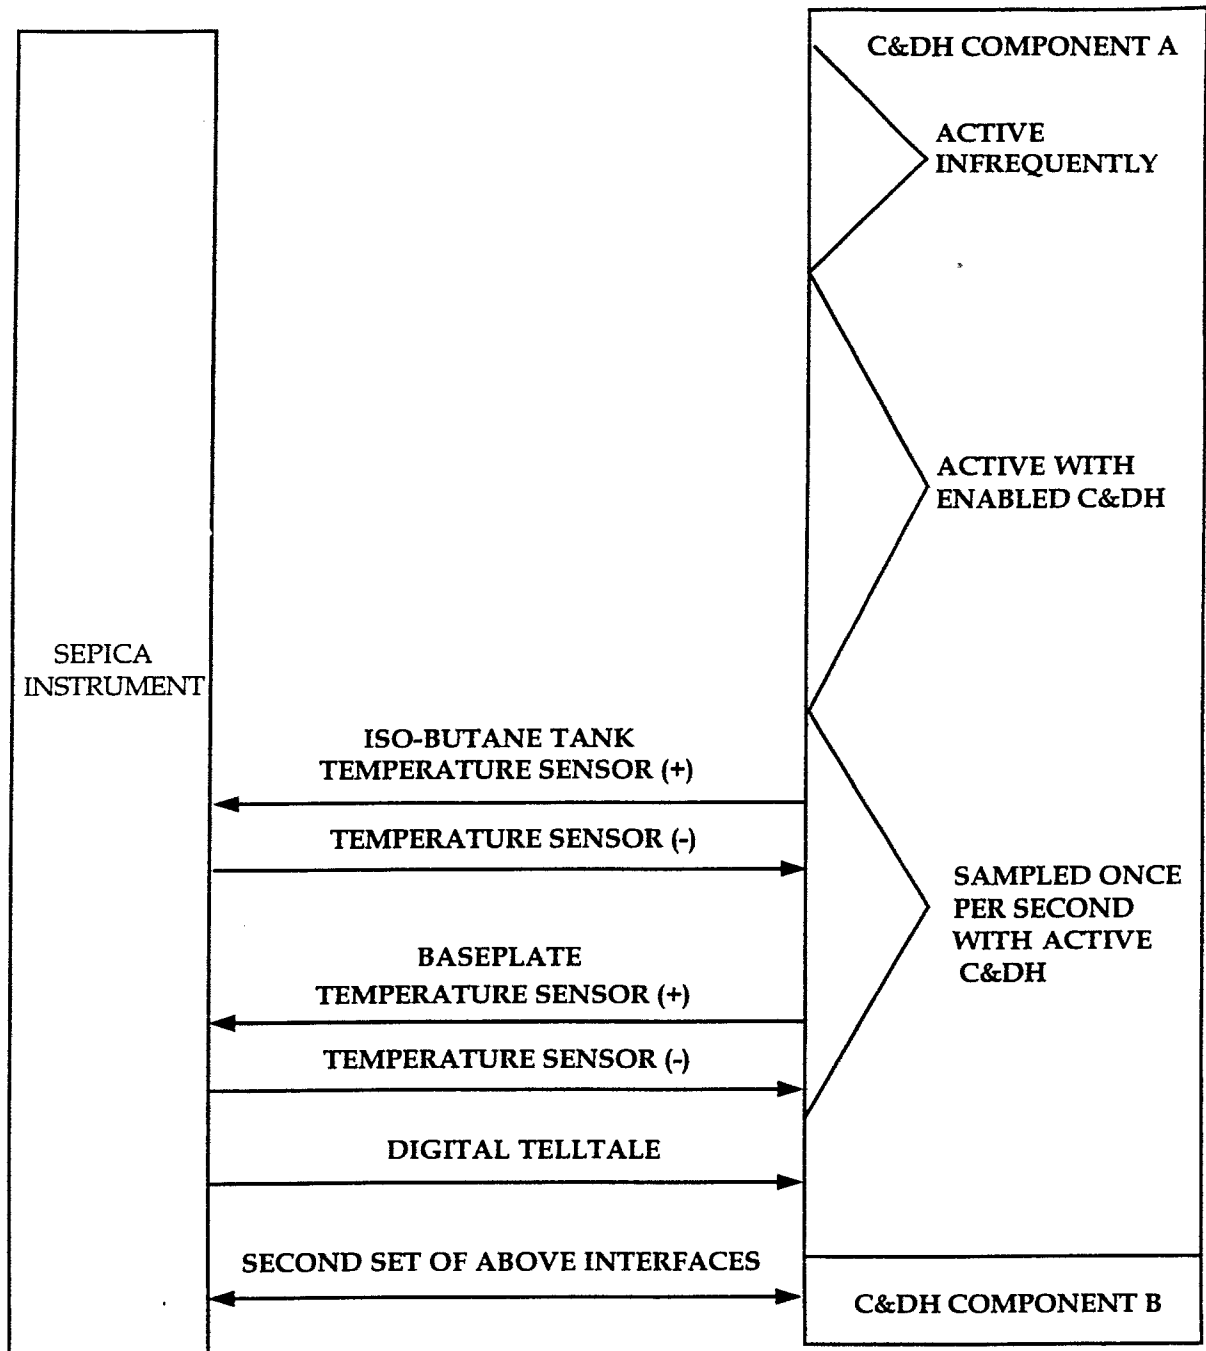 C&DH COMPONENT A
ACTIVE
INFREQUENTLY
ACTIVE WITH
ENABLED C&DH
SEPICA
INSTRUMENT
ISO-BUTANE TANK
TEMPERATURE SENSOR (+)
TEMPERATURE SENSOR (-)
SAMPLED ONCE
PER SECOND
WITH ACTIVE
C&DH
BASEPLATE
TEMPERATURE SENSOR (+)
TEMPERATURE SENSOR (-)
DIGITAL TELLTALE
SECOND SET OF ABOVE INTERFACES
C&DH COMPONENT B